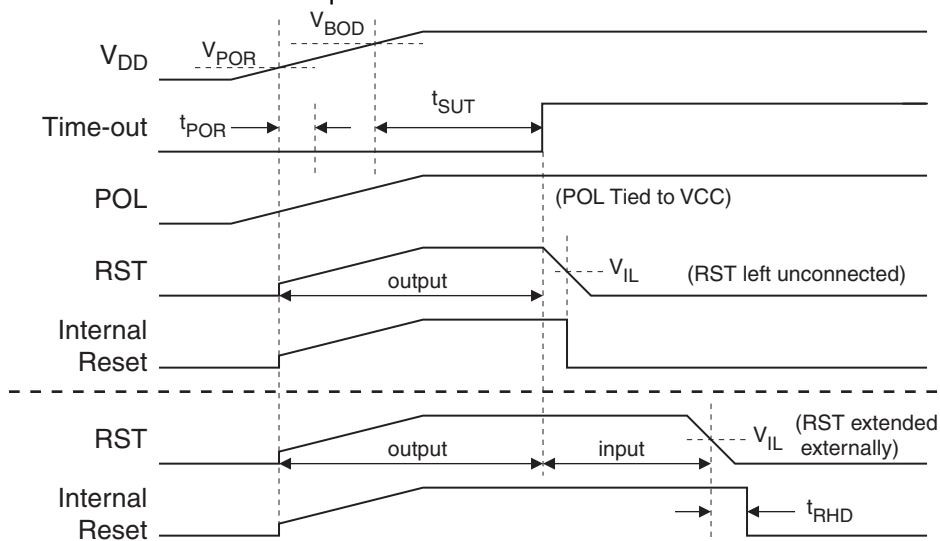 V_BOD
V_POR
V_DD
t_SUT
Time-out
t_POR
POL
(POL Tied to VCC)
RST
V_IL
(RST left unconnected)
output
Internal
Reset
RST
V_IL
(RST extended
externally)
output
input
Internal
Reset
t_RHD